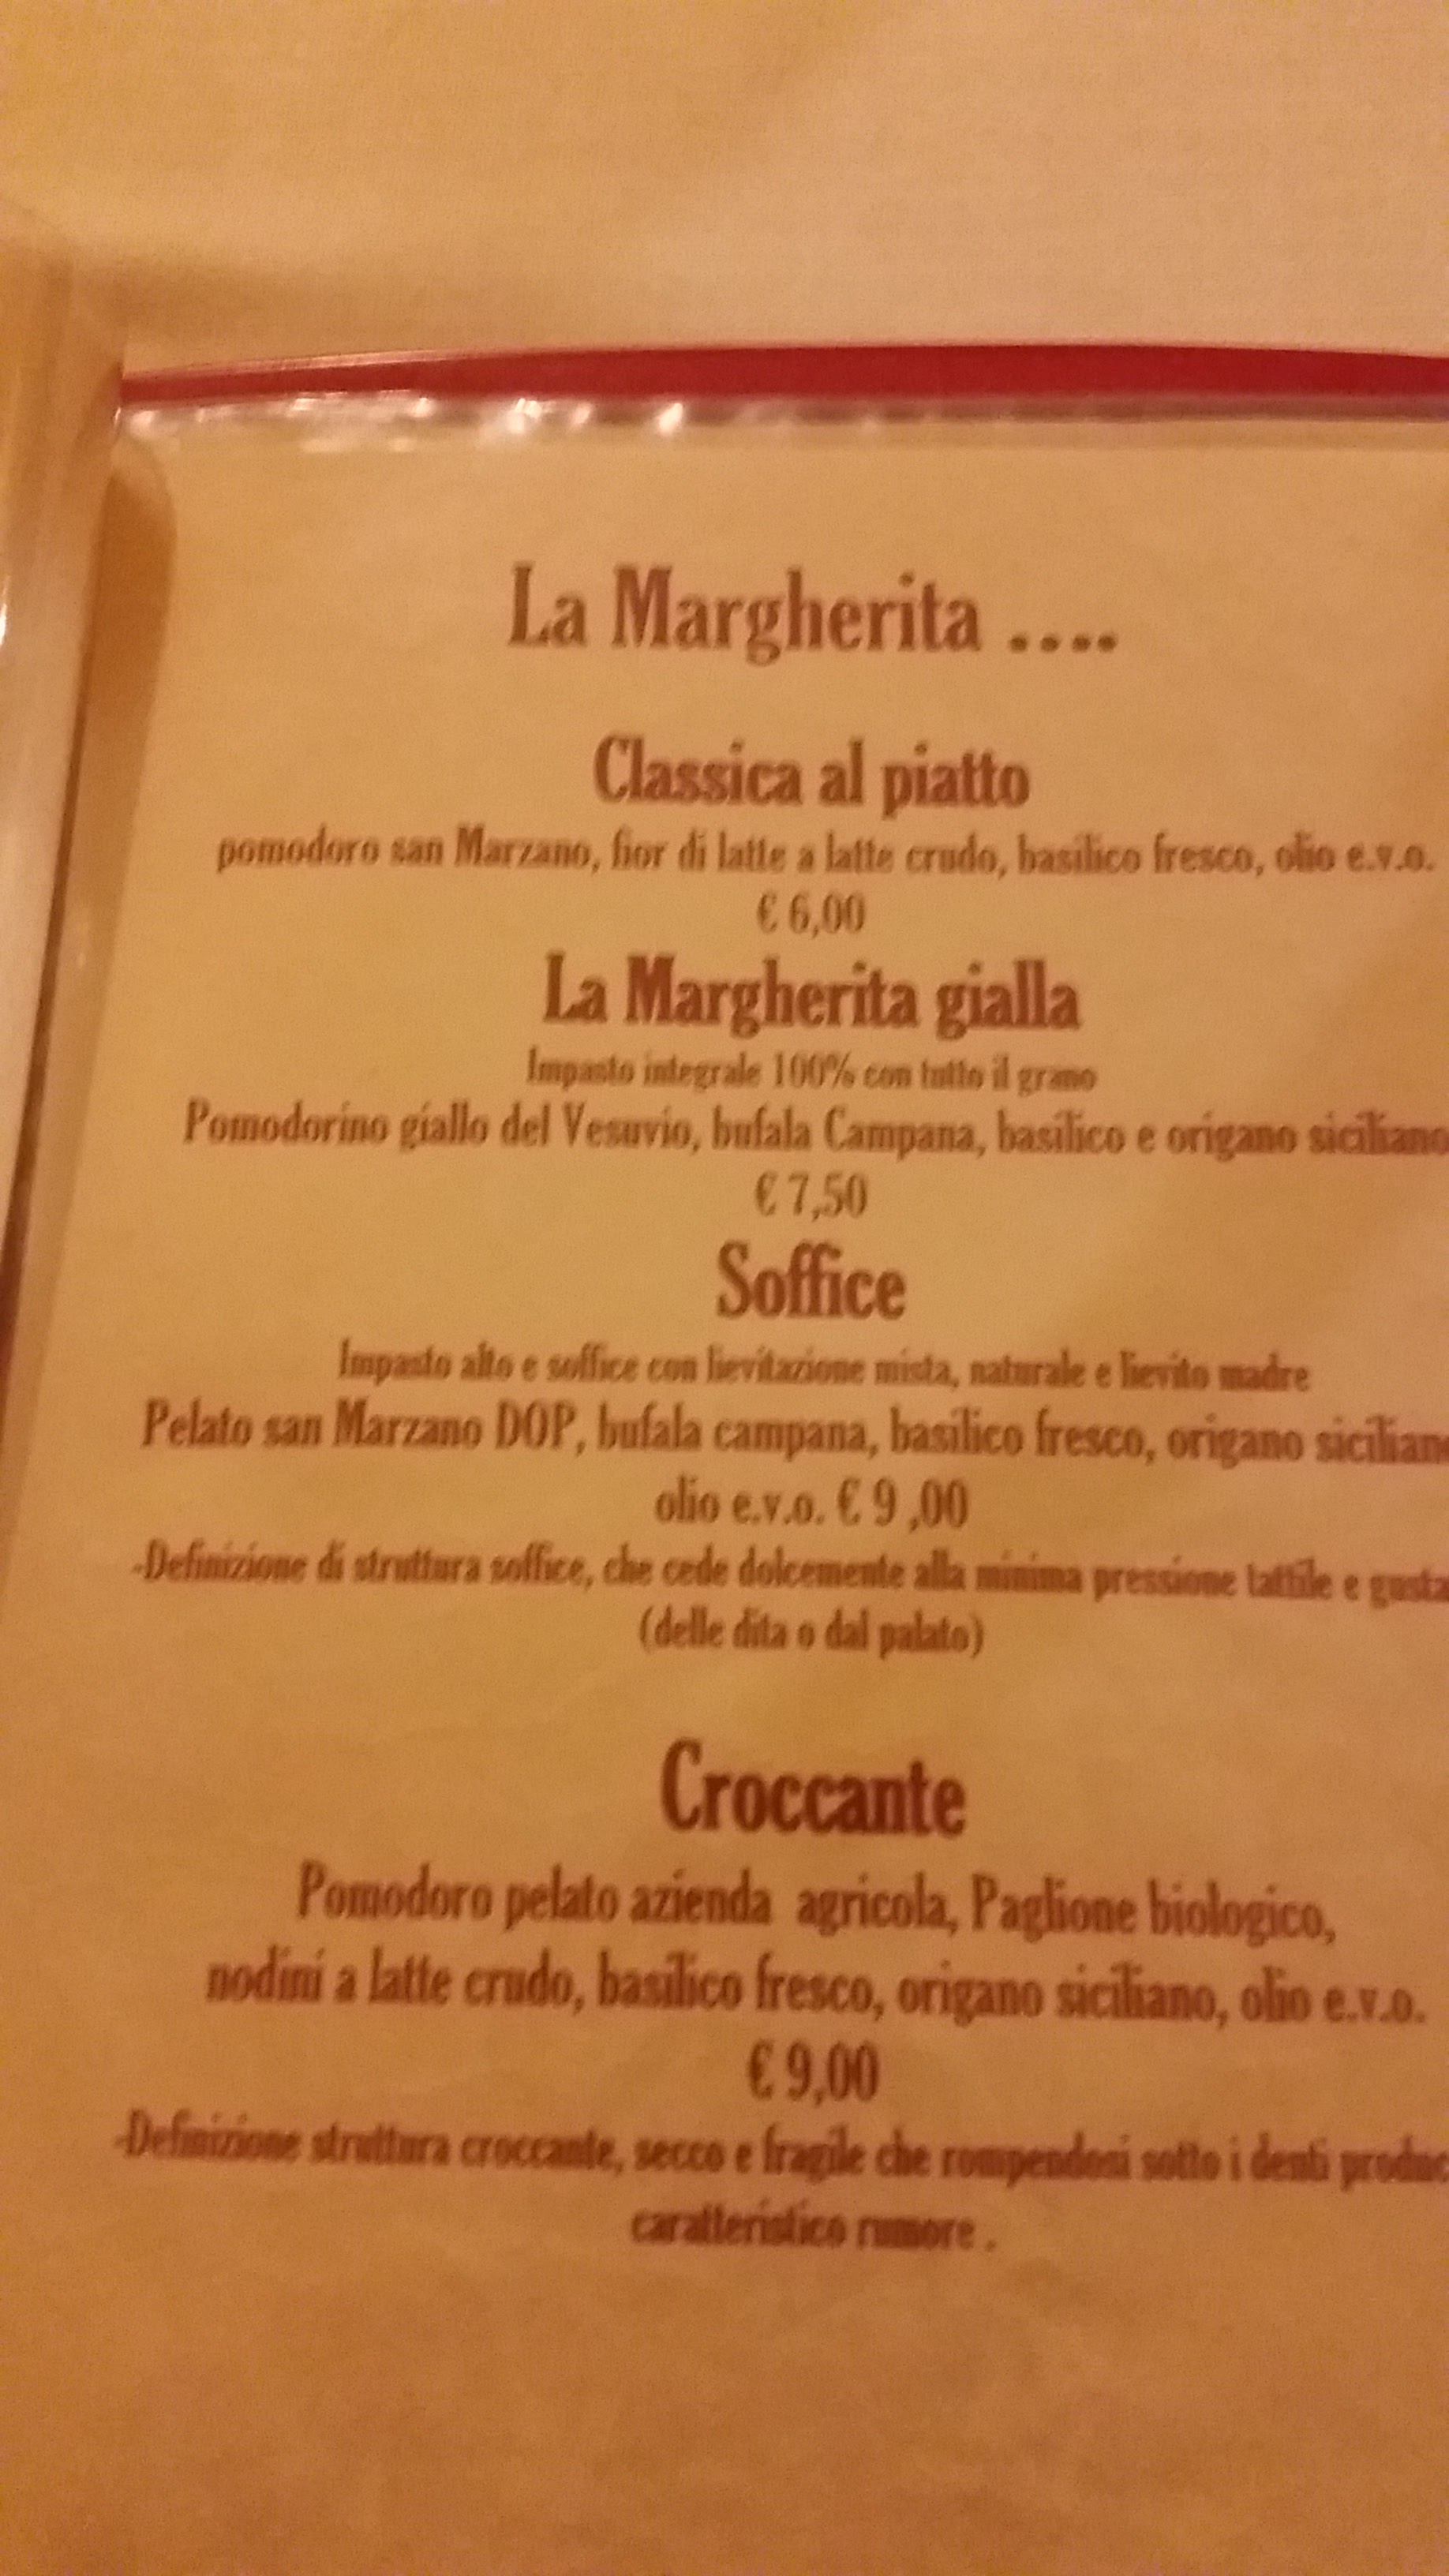 La Margherita ....
Classica al piatto
pomodoro san Marzano, fior di latte a latte crudo, basilico fresco, olio e.v.o.
€ 6,00
La Margherita gialla
Impasto integrale 100% con tutto il grano
Pomodorino giallo del Vesuvio, bufala Campana, basilico e origano siciliano
€ 7,50
Soffice
Impasto alto e soffice con lievitazione mista, naturale e lievito madre
Pelato san Marzano DOP, bufala campana, basilico fresco, origano
olio e.v.o. € 9 ,00
-Definizione di struttura soffice, che cede dolcemente alla minima pressione tattile e
(delle dita o dal palato)
Croccante
Pomodoro pelato azienda agricola, Paglione biologico,
nodini a latte crudo, basilico fresco, origano siciliano, olio e.v.o.
€ 9,00
-Definizione struttura croccante, secco e fragile che rompendosi sotto i denti
caratteristico rumore .